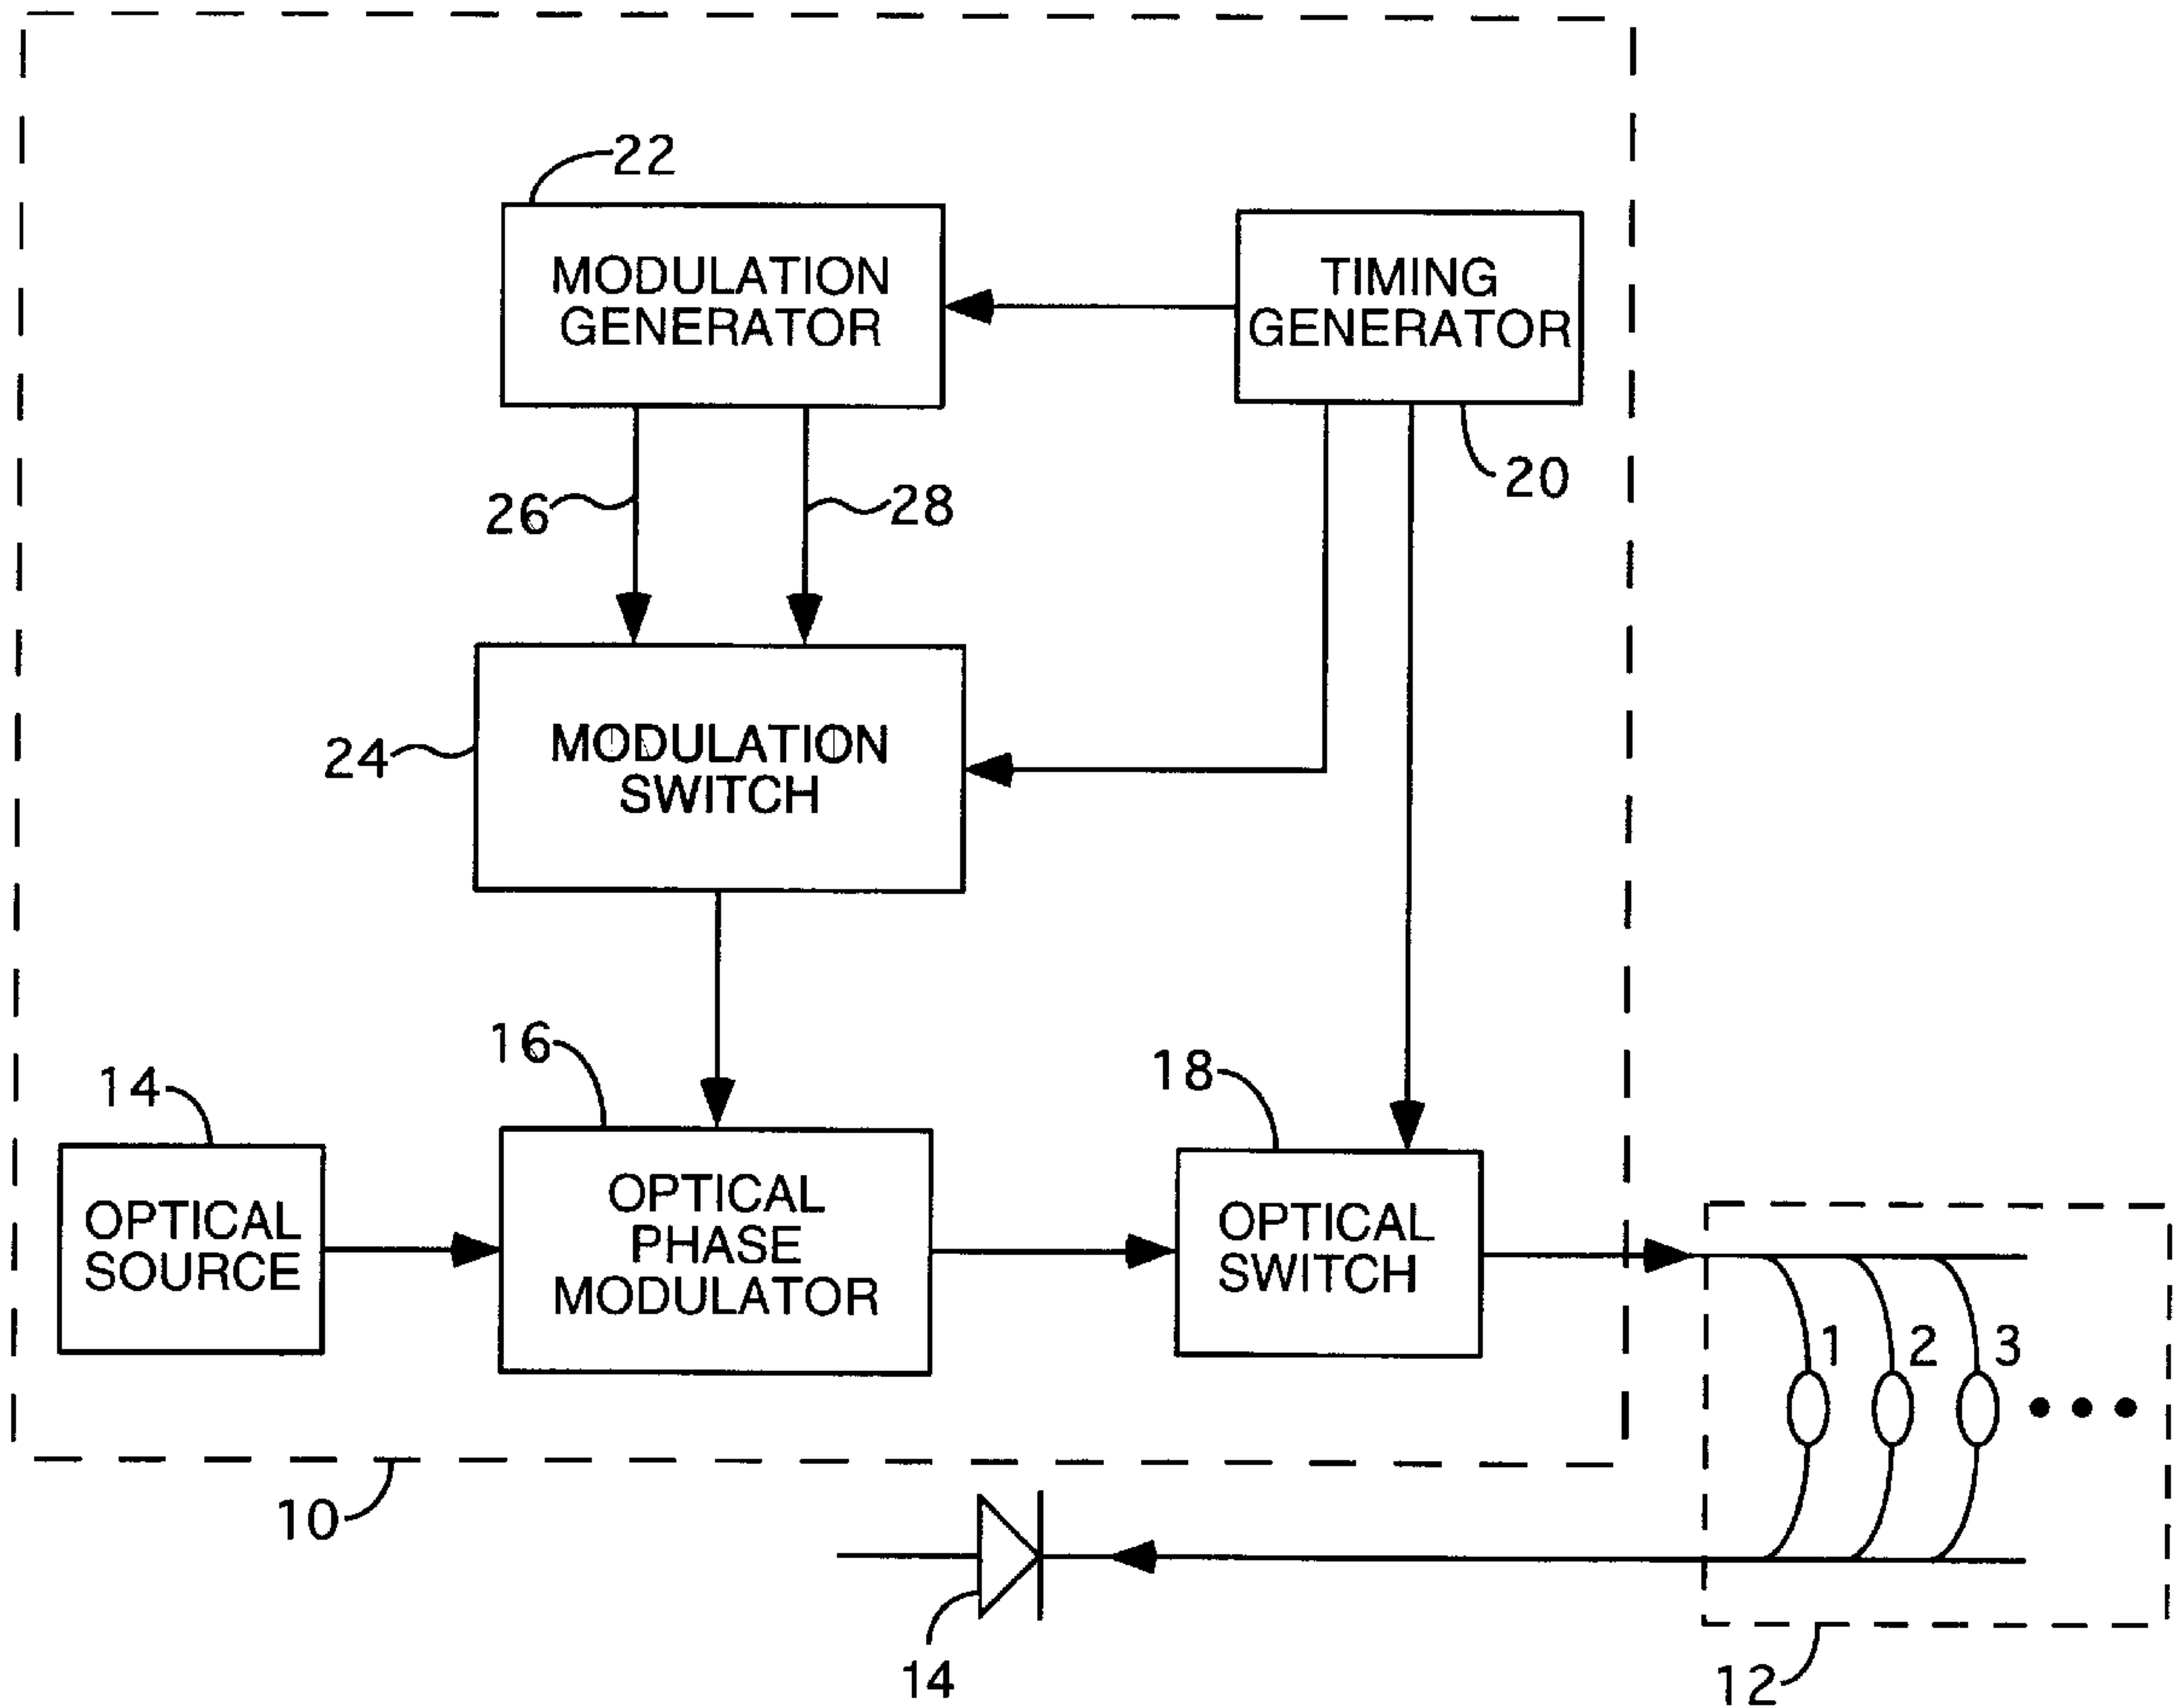 22
MODULATION
GENERATOR
TIMING
GENERATOR
26
28
20
24
MODULATION
SWITCH
16
14
18
OPTICAL
SOURCE
OPTICAL
PHASE
MODULATOR
OPTICAL
SWITCH
1 2 3
10
14
12